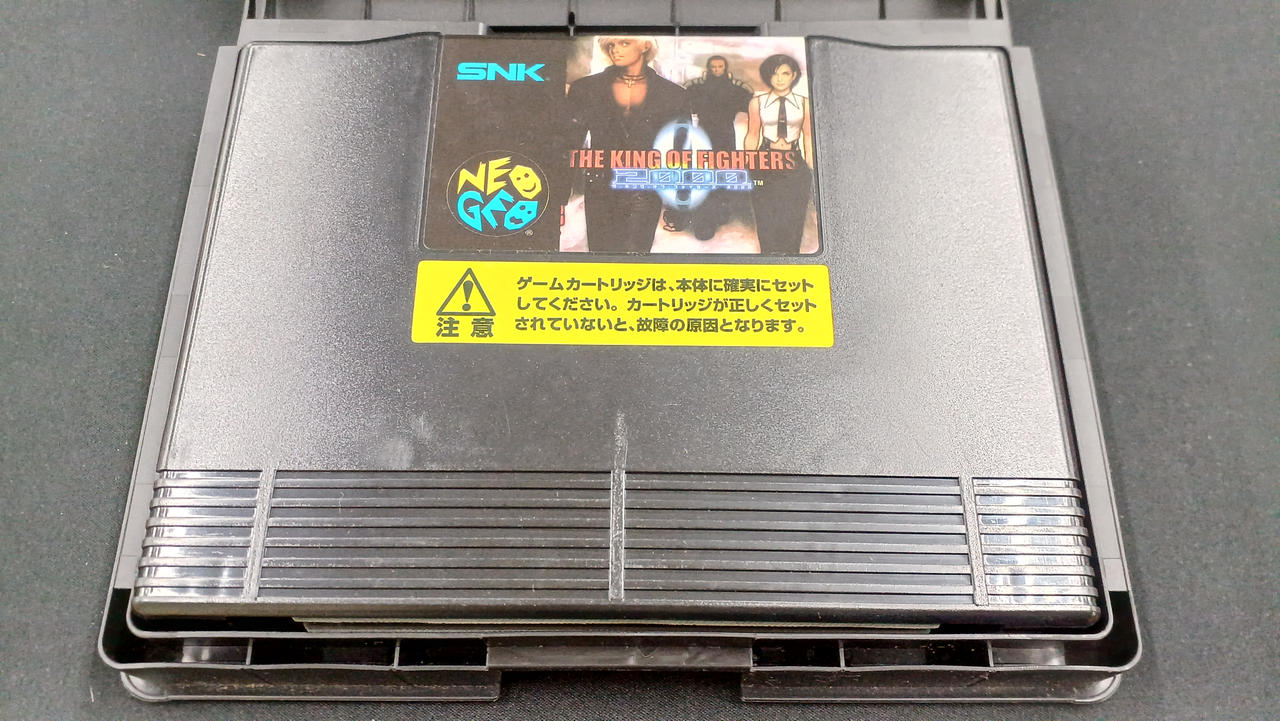 SNK
NEO
GEO
®
THE KING OF FIGHTERS
2000
™
ゲームカートリッジは、本体に確実にセット
してください。カートリッジが正しくセット
されていないと、故障の原因となります。
注意